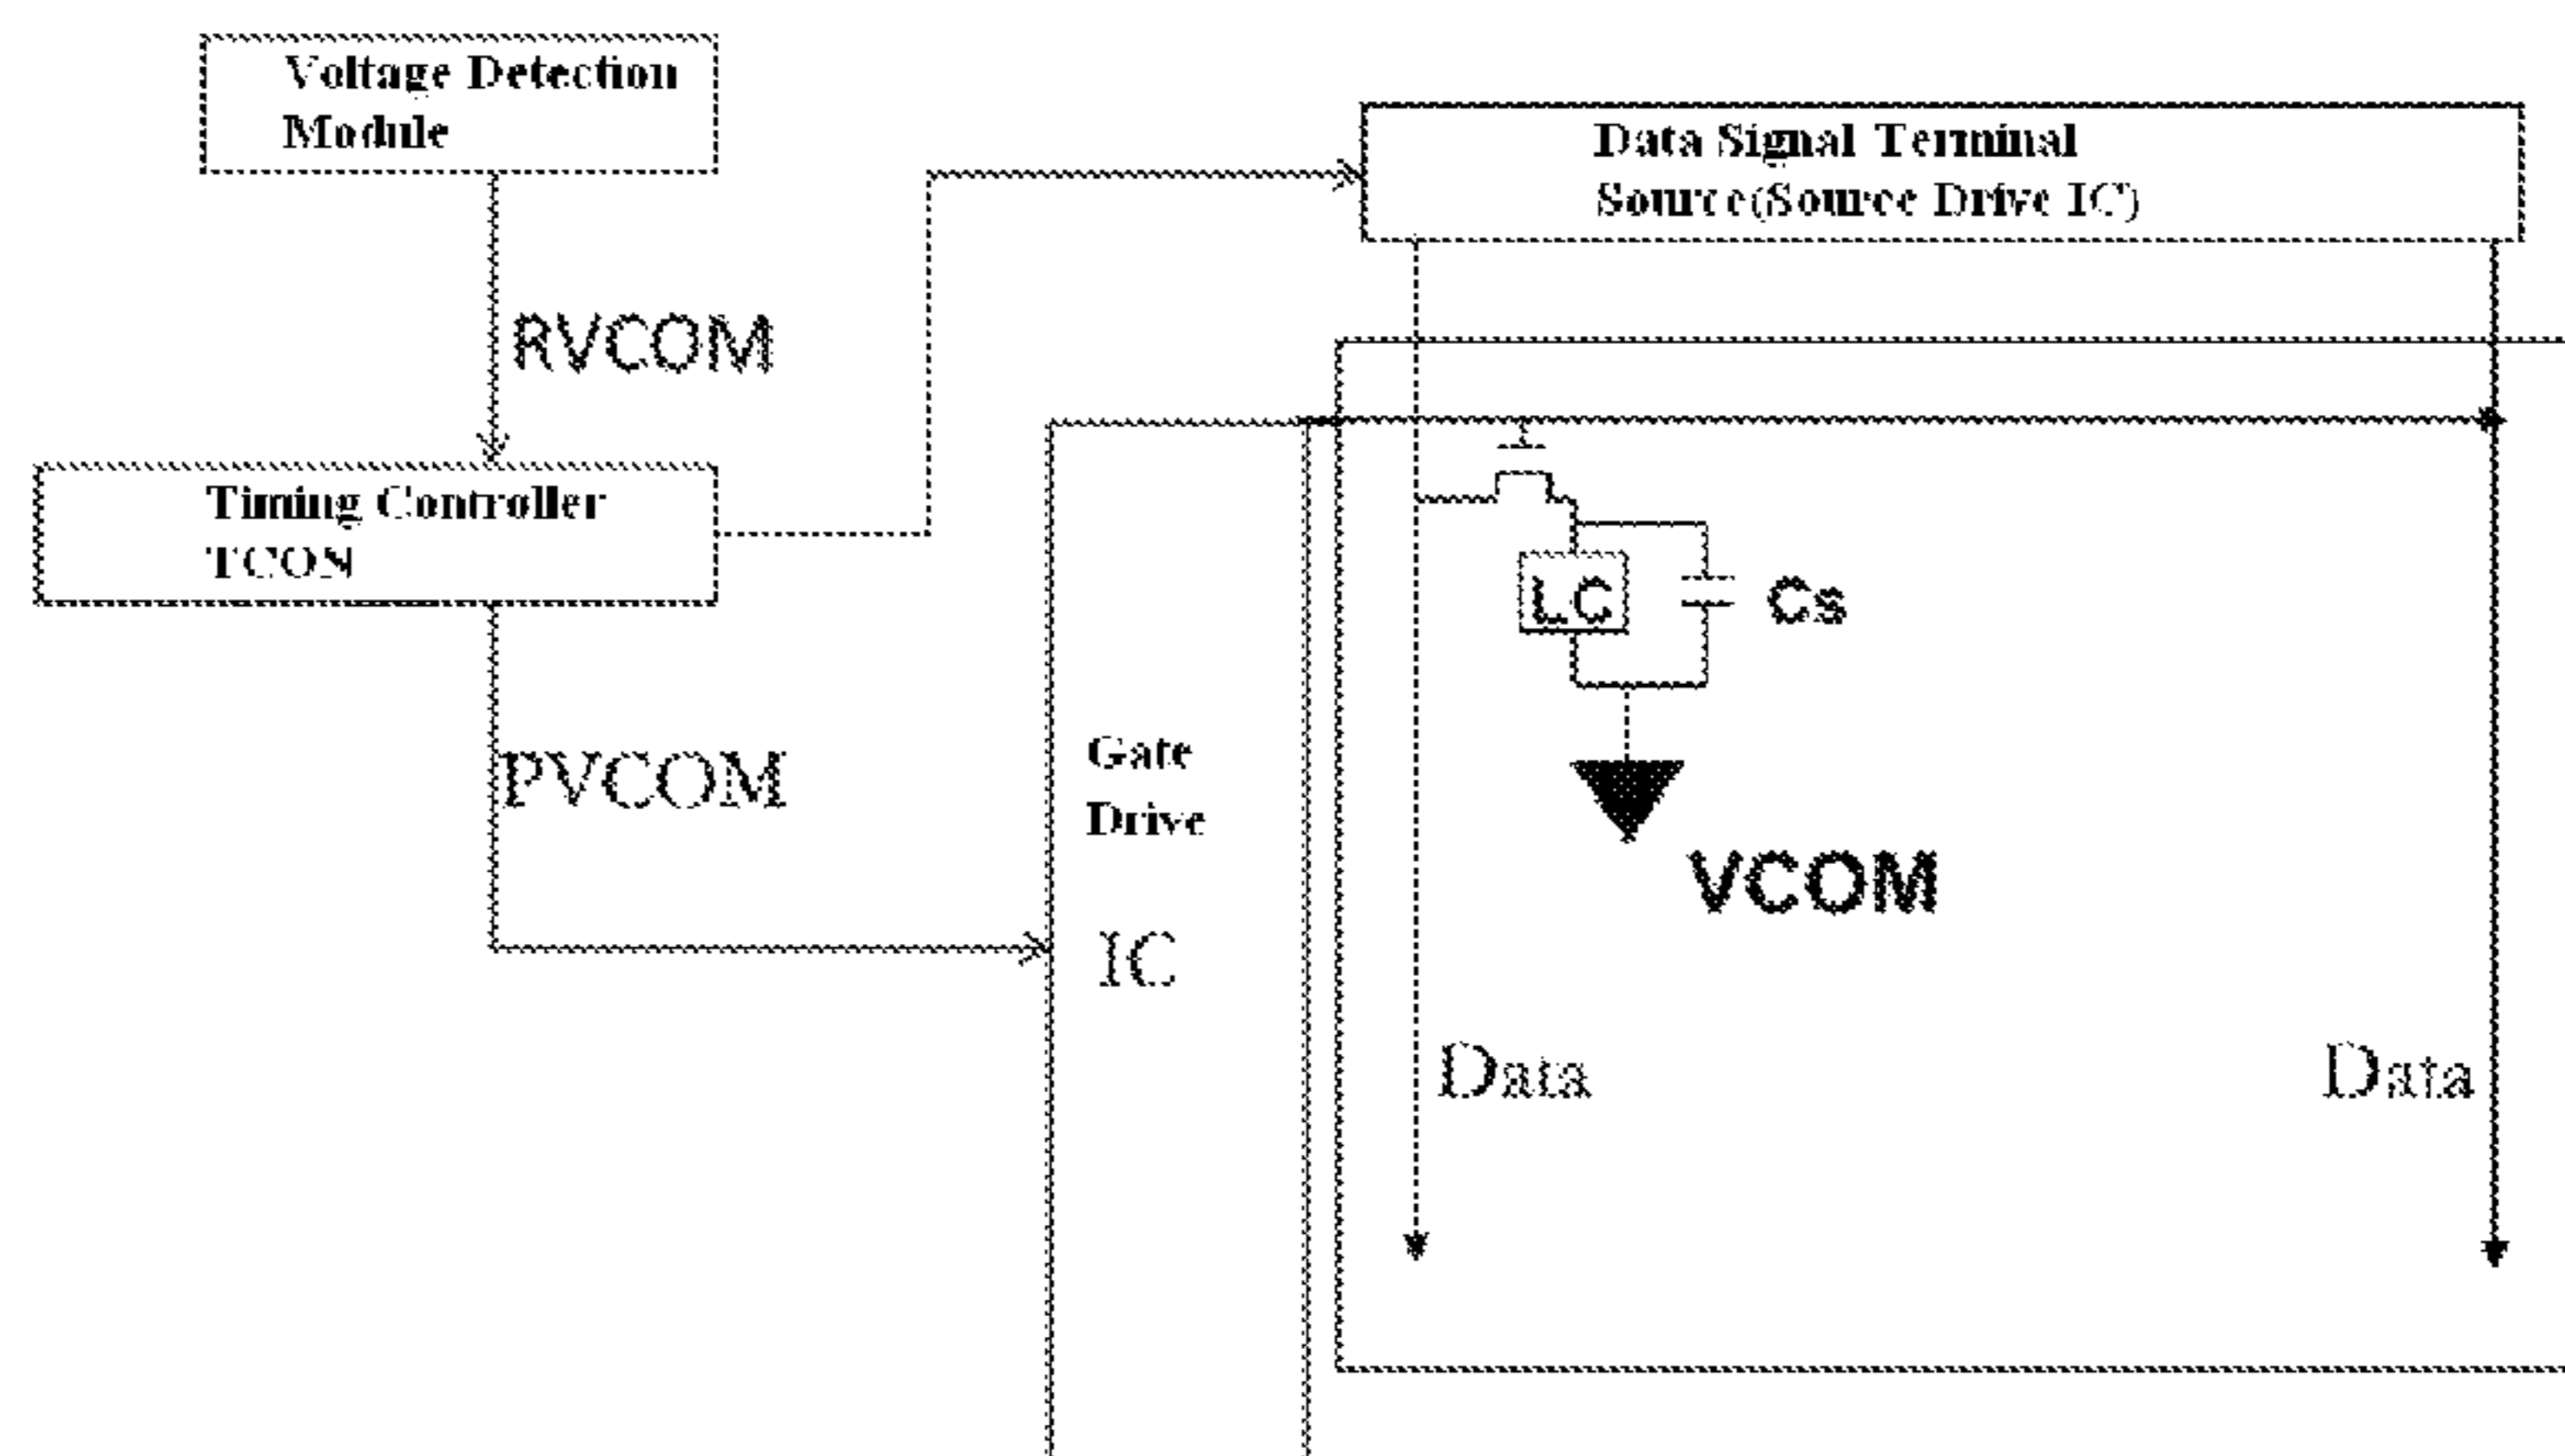 Voltage Detection
Module
Data Signal Terminal
Source(Source Drive IC)
RVCOM
Timing Controller
TCON
LC
Cs
Gate
Drive
IC
PVCOM
VCOM
Data
Data